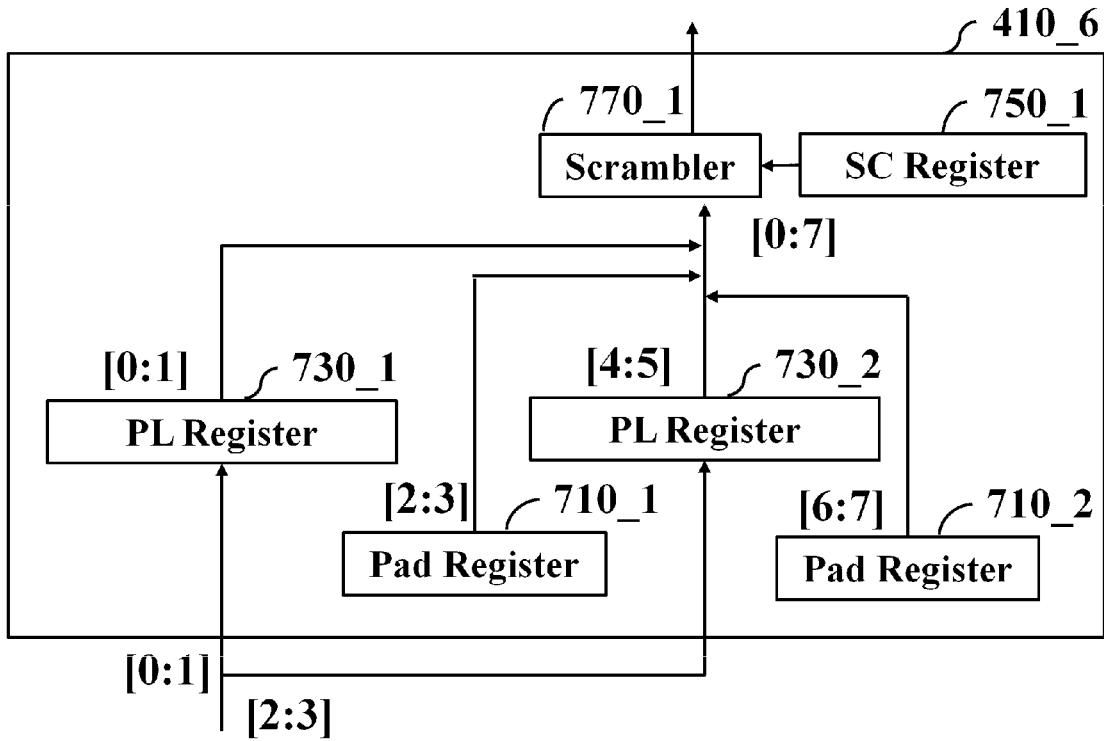 410_6
770_1
750_1
Scrambler
SC Register
[0:7]
[0:1]
730_1
[4:5]
730_2
PL Register
PL Register
[2:3]
710_1
[6:7]
710_2
Pad Register
Pad Register
[0:1]
[2:3]